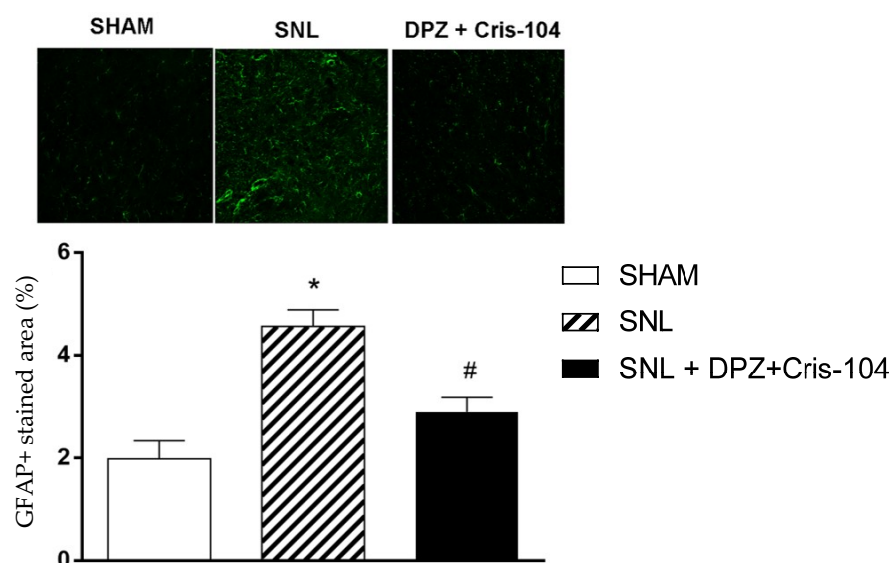 SHAM
SNL
DPZ + Cris-104
GFAP+ stained area (%)
6
4
2
0
*
#
SHAM
SNL
SNL + DPZ+Cris-104